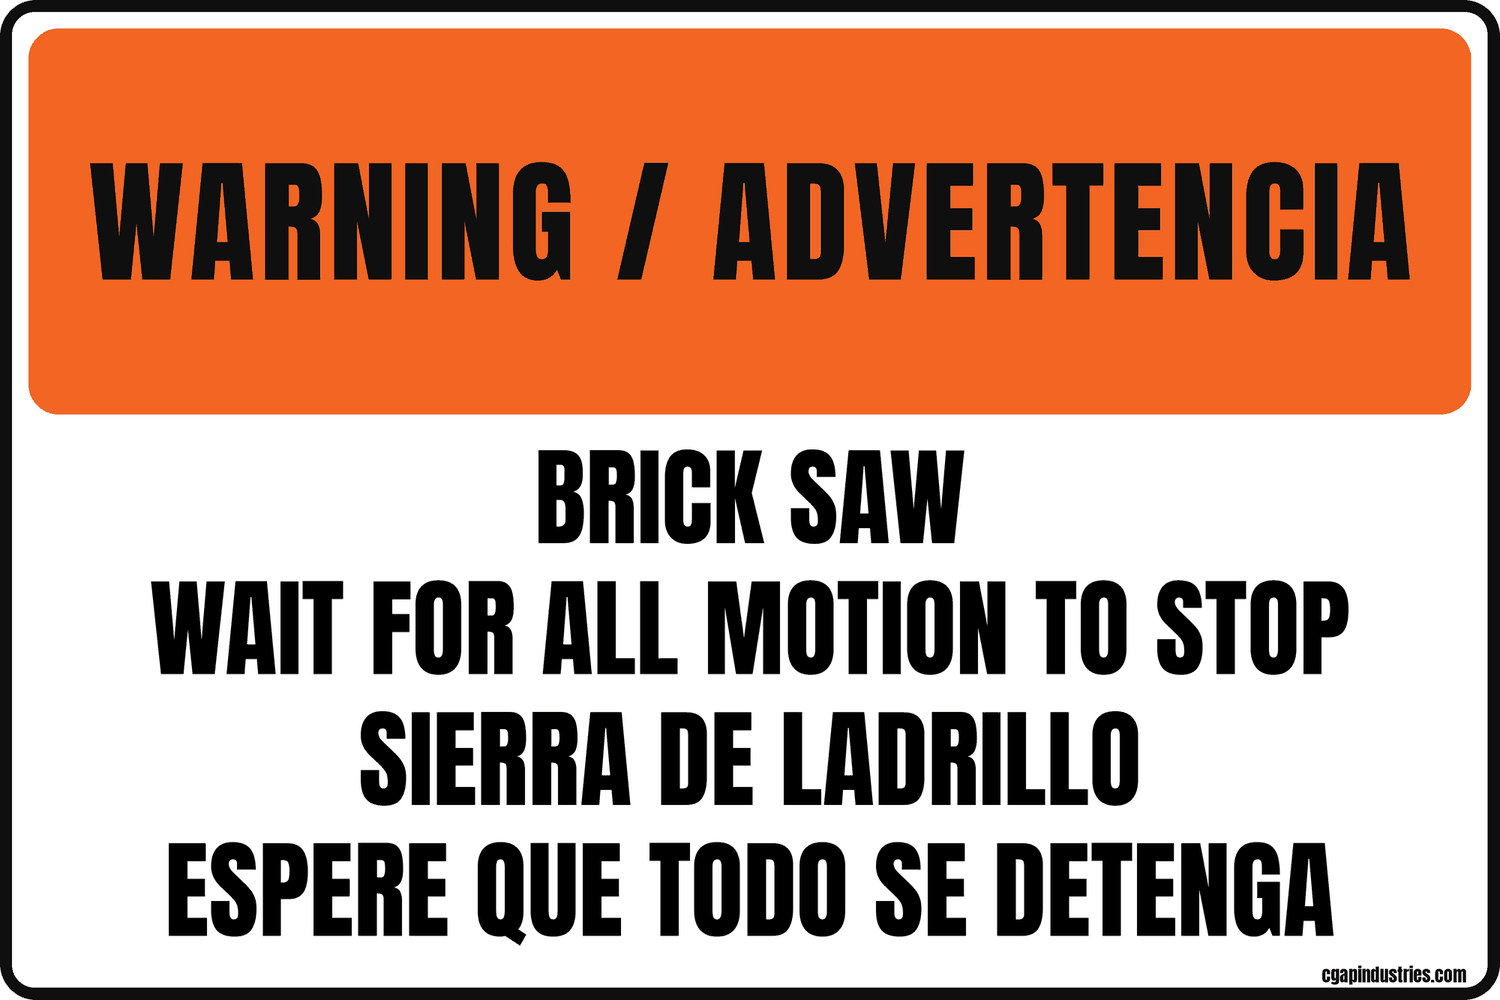 WARNING / ADVERTENCIA
BRICK SAW
WAIT FOR ALL MOTION TO STOP
SIERRA DE LADRILLO
ESPERE QUE TODO SE DETENGA
cgapindustries.com